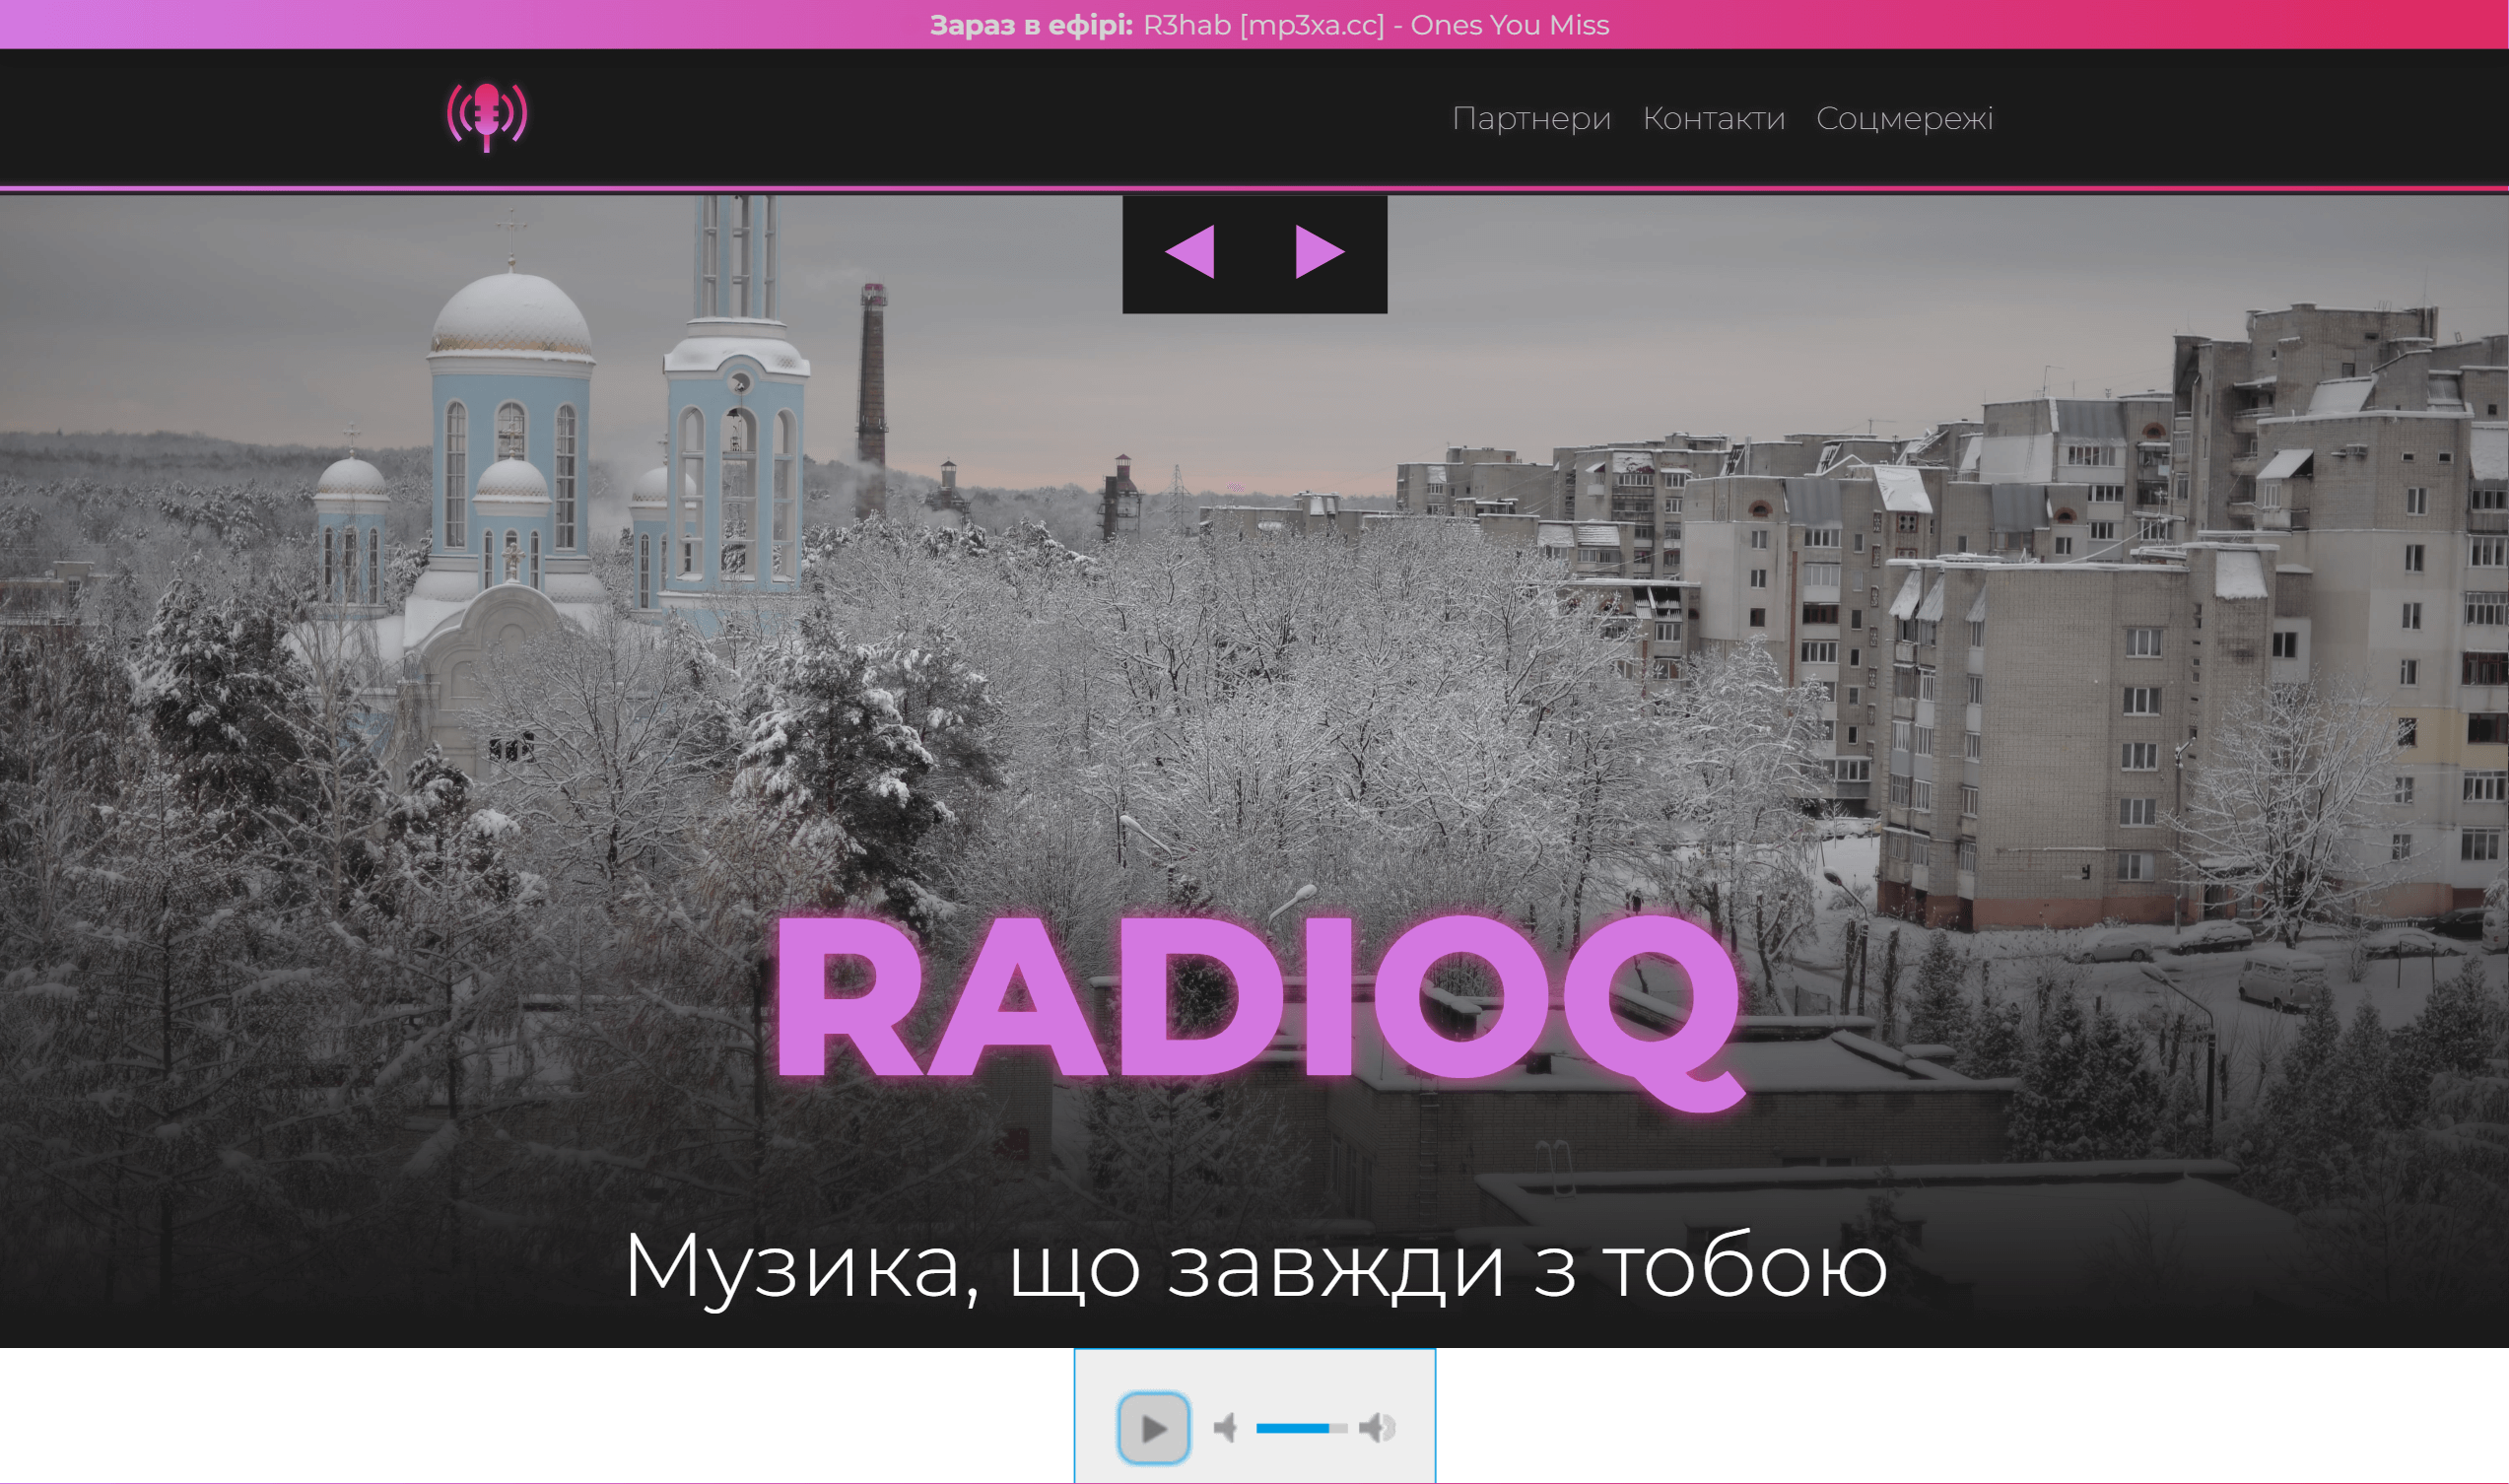 Зараз в ефірі: R3hab [mp3xa.cc] - Ones You Miss
Партнери Контакти Соцмережі
RADIOQ
Музика, що завжди з тобою